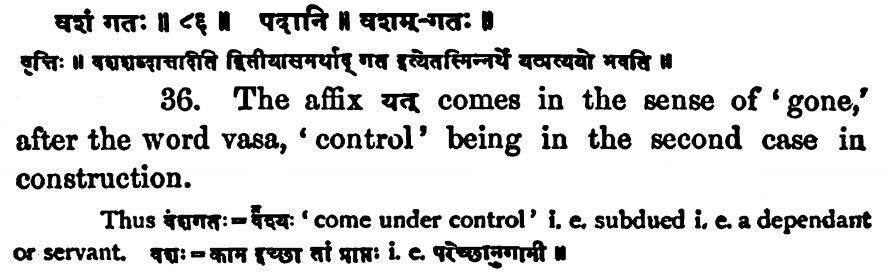 वशं गतः ॥ ८६ ॥ पदानि ॥ वशम्-गतः ॥
वृत्तिः ॥ वशशब्दात्तदिति द्वितीयासमर्थाद् गत इत्येतस्मिन्नर्थे यत्प्रत्ययो भवति ॥
36. The affix यत् comes in the sense of ‘gone,’
after the word vasa, ‘control’ being in the second case in
construction.
Thus वंशगतः = वँश्यः ‘come under control’ i. e. subdued i. e. a dependant
or servant. वशः = काम इच्छा तां प्राप्तः i. e. परेच्छानुगामी ॥